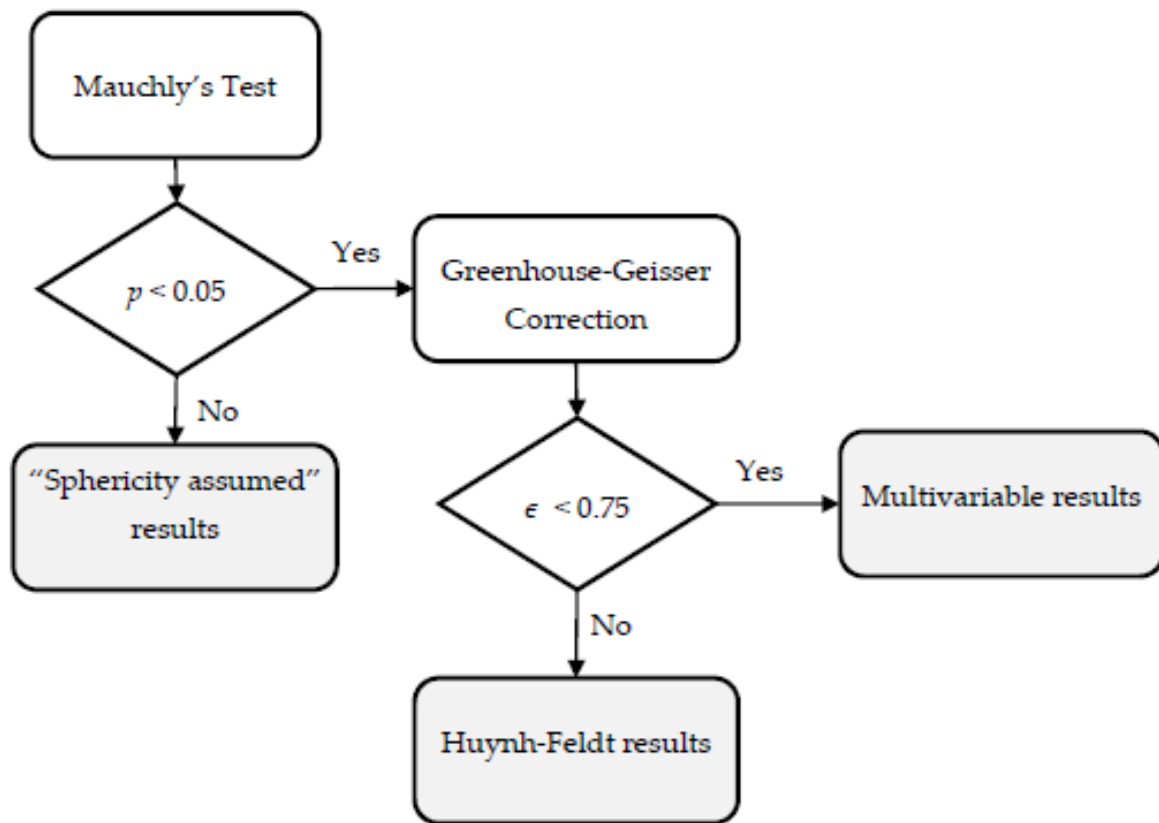 Mauchly’s Test
p < 0.05
Yes
Greenhouse-Geisser
Correction
No
“Sphericity assumed”
results
ϵ < 0.75
Yes
Multivariable results
No
Huynh-Feldt results